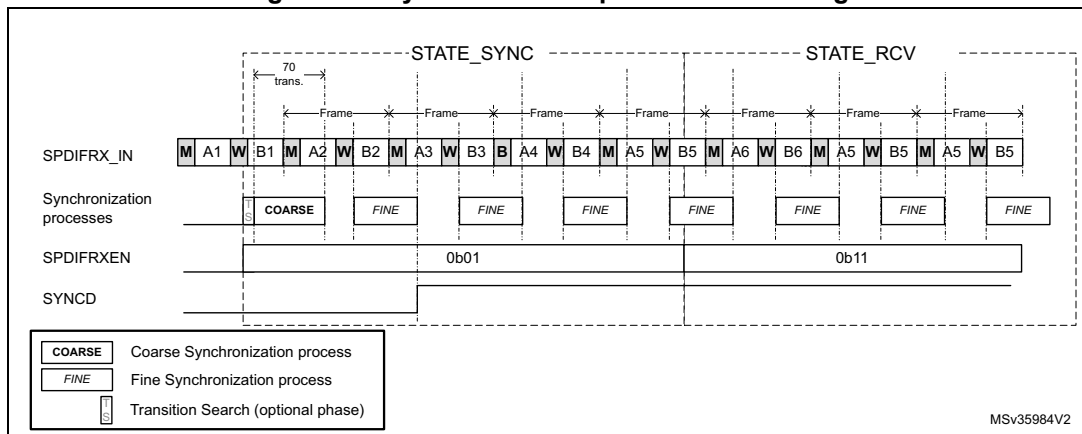 STATE_SYNC STATE_RCV
70
trans.
Frame Frame Frame Frame Frame Frame Frame
SPDIFRX_IN M A1 W B1 M A2 W B2 M A3 W B3 B A4 W B4 M A5 W B5 M A6 W B6 M A5 W B5 M A5 W B5
Synchronization
processes
TS COARSE FINE FINE FINE FINE FINE FINE FINE
SPDIFRXEN 0b01 0b11
SYNCD
COARSE Coarse Synchronization process
FINE Fine Synchronization process
TS Transition Search (optional phase)
MSv35984V2